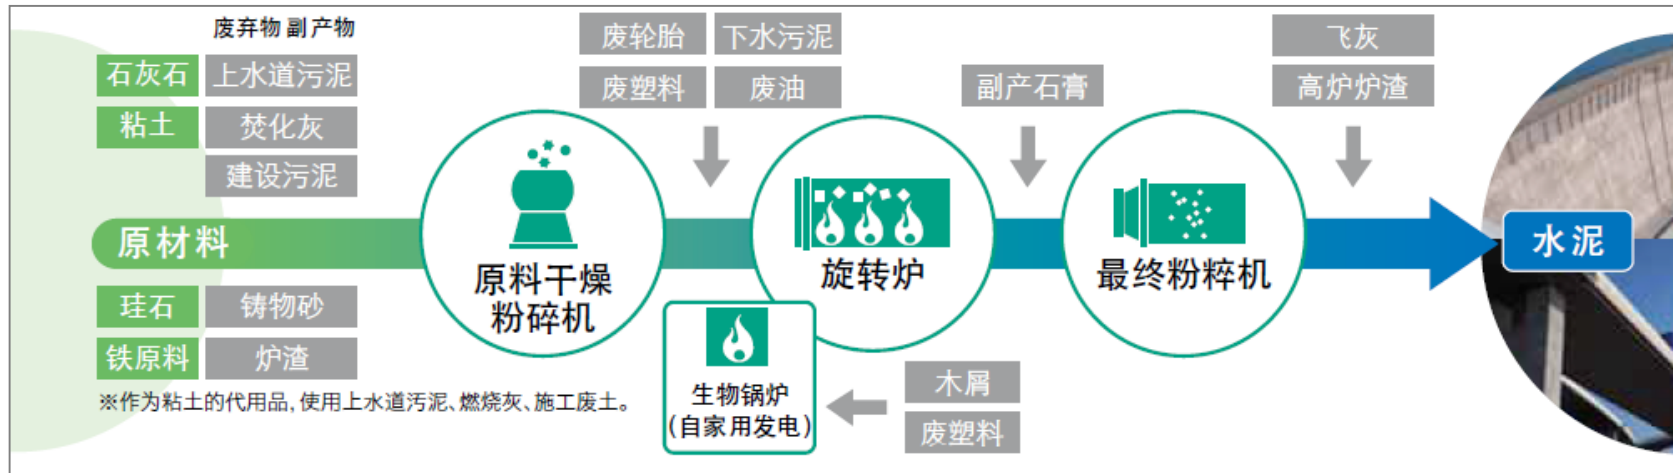 废弃物 副产物
石灰石 上水道污泥
粘土 焚化灰
建设污泥
原材料
珪石 铸物砂
铁原料 炉渣
※作为粘土的代用品,使用上水道污泥、燃烧灰、施工废土。
原料干燥
粉碎机
废轮胎 下水污泥
废塑料 废油
旋转炉
生物锅炉
(自家用发电)
木屑
废塑料
副产石膏
最终粉粹机
飞灰
高炉炉渣
水泥